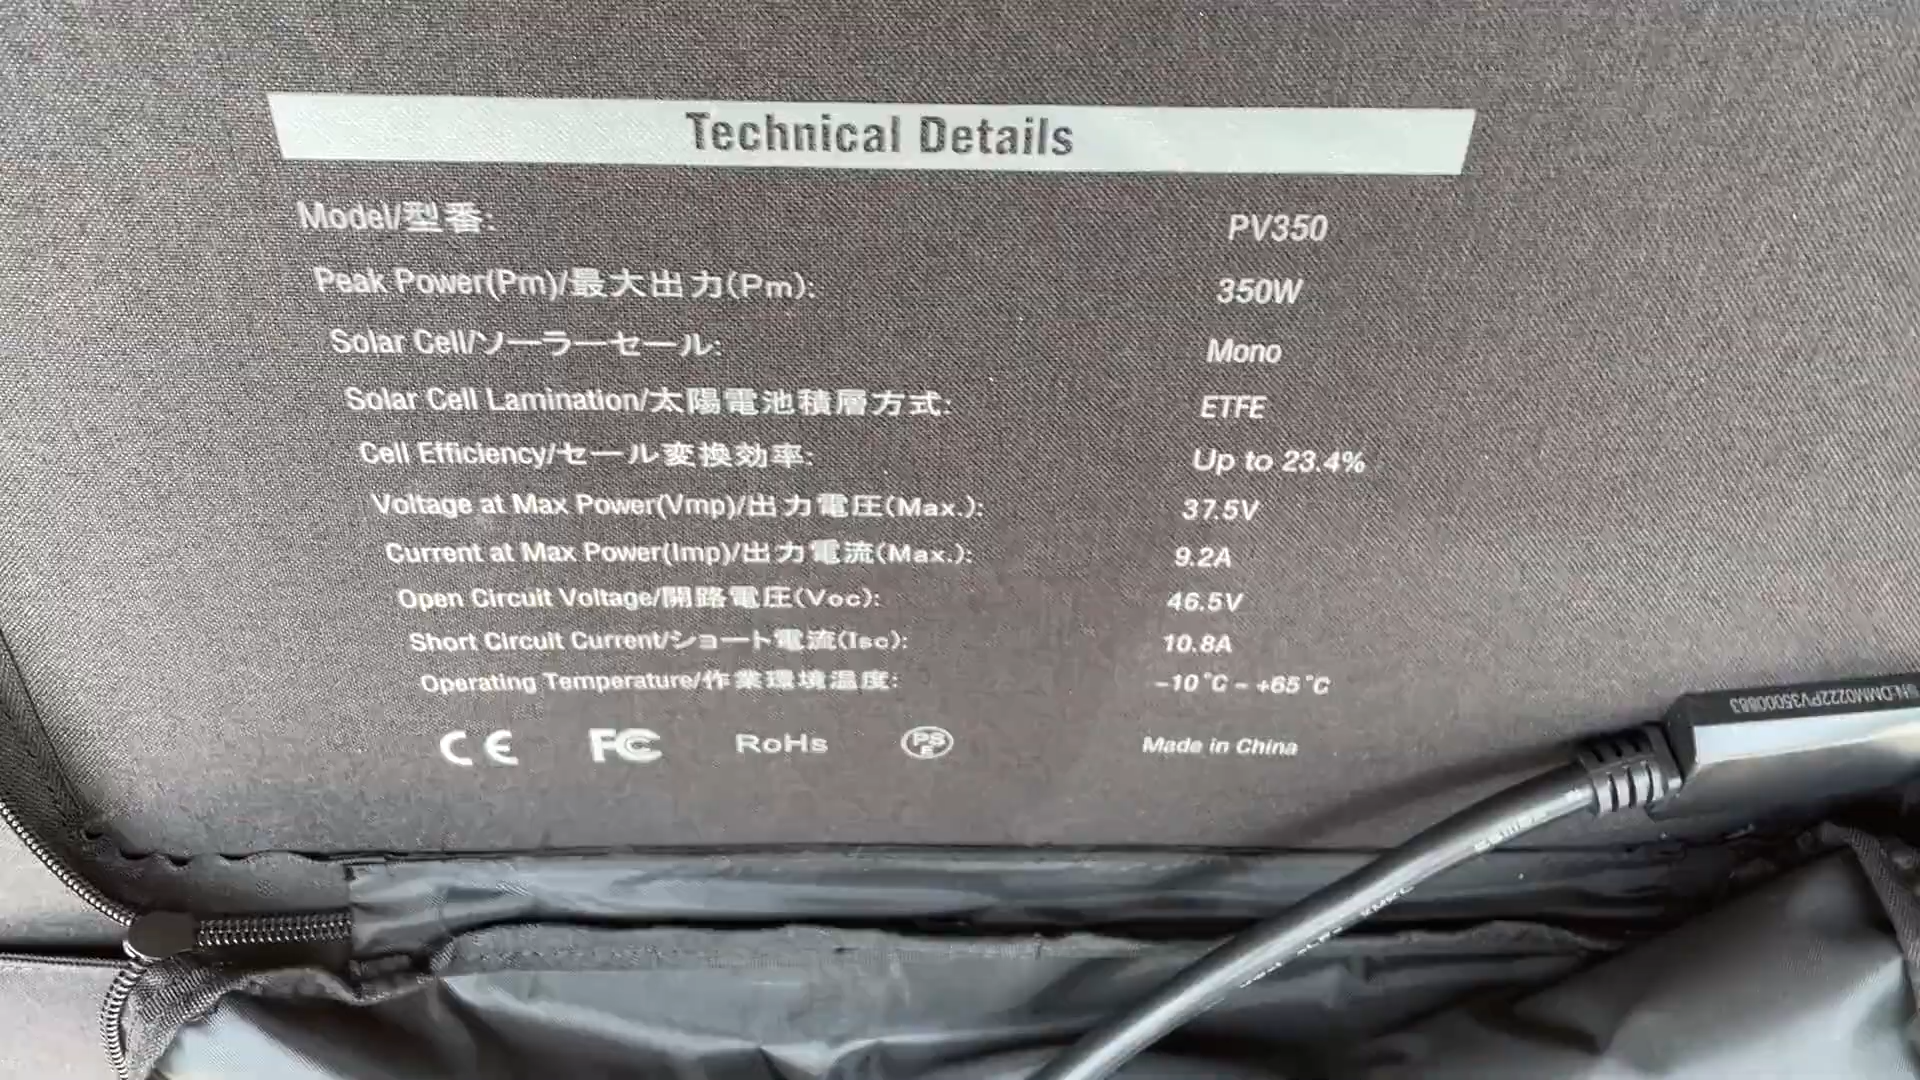 Technical Details
Model/型番: PV350
Peak Power(Pm)/最大出力(Pm): 350W
Solar Cell/ソーラーセール: Mono
Solar Cell Lamination/太陽電池積層方式: ETFE
Cell Efficiency/セール変換効率: Up to 23.4%
Voltage at Max Power(Vmp)/出力電圧(Max.): 37.5V
Current at Max Power(Imp)/出力電流(Max.): 9.2A
Open Circuit Voltage/開路電圧(Voc): 46.5V
Short Circuit Current/ショート電流(Isc): 10.8A
Operating Temperature/作業環境温度: -10°C - +65°C
CE FC RoHs PSE Made in China
SN:DMM0222PV35000883